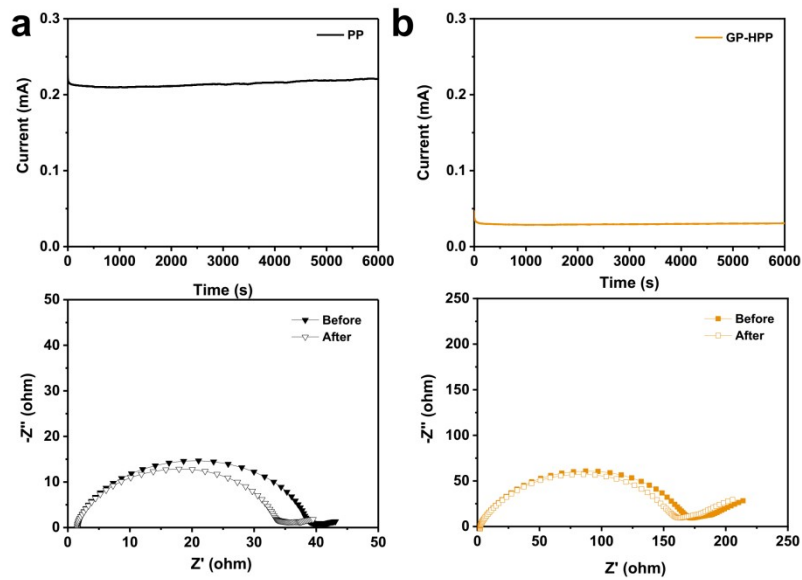 a
PP
Current (mA)
0.3
0.2
0.1
0.0
0 1000 2000 3000 4000 5000 6000
Time (s)
b
GP-HPP
Current (mA)
0.3
0.2
0.1
0.0
0 1000 2000 3000 4000 5000 6000
Time (s)
Before
After
-Z'' (ohm)
50
40
30
20
10
0
0 10 20 30 40 50
Z' (ohm)
Before
After
-Z'' (ohm)
250
200
150
100
50
0
0 50 100 150 200 250
Z' (ohm)